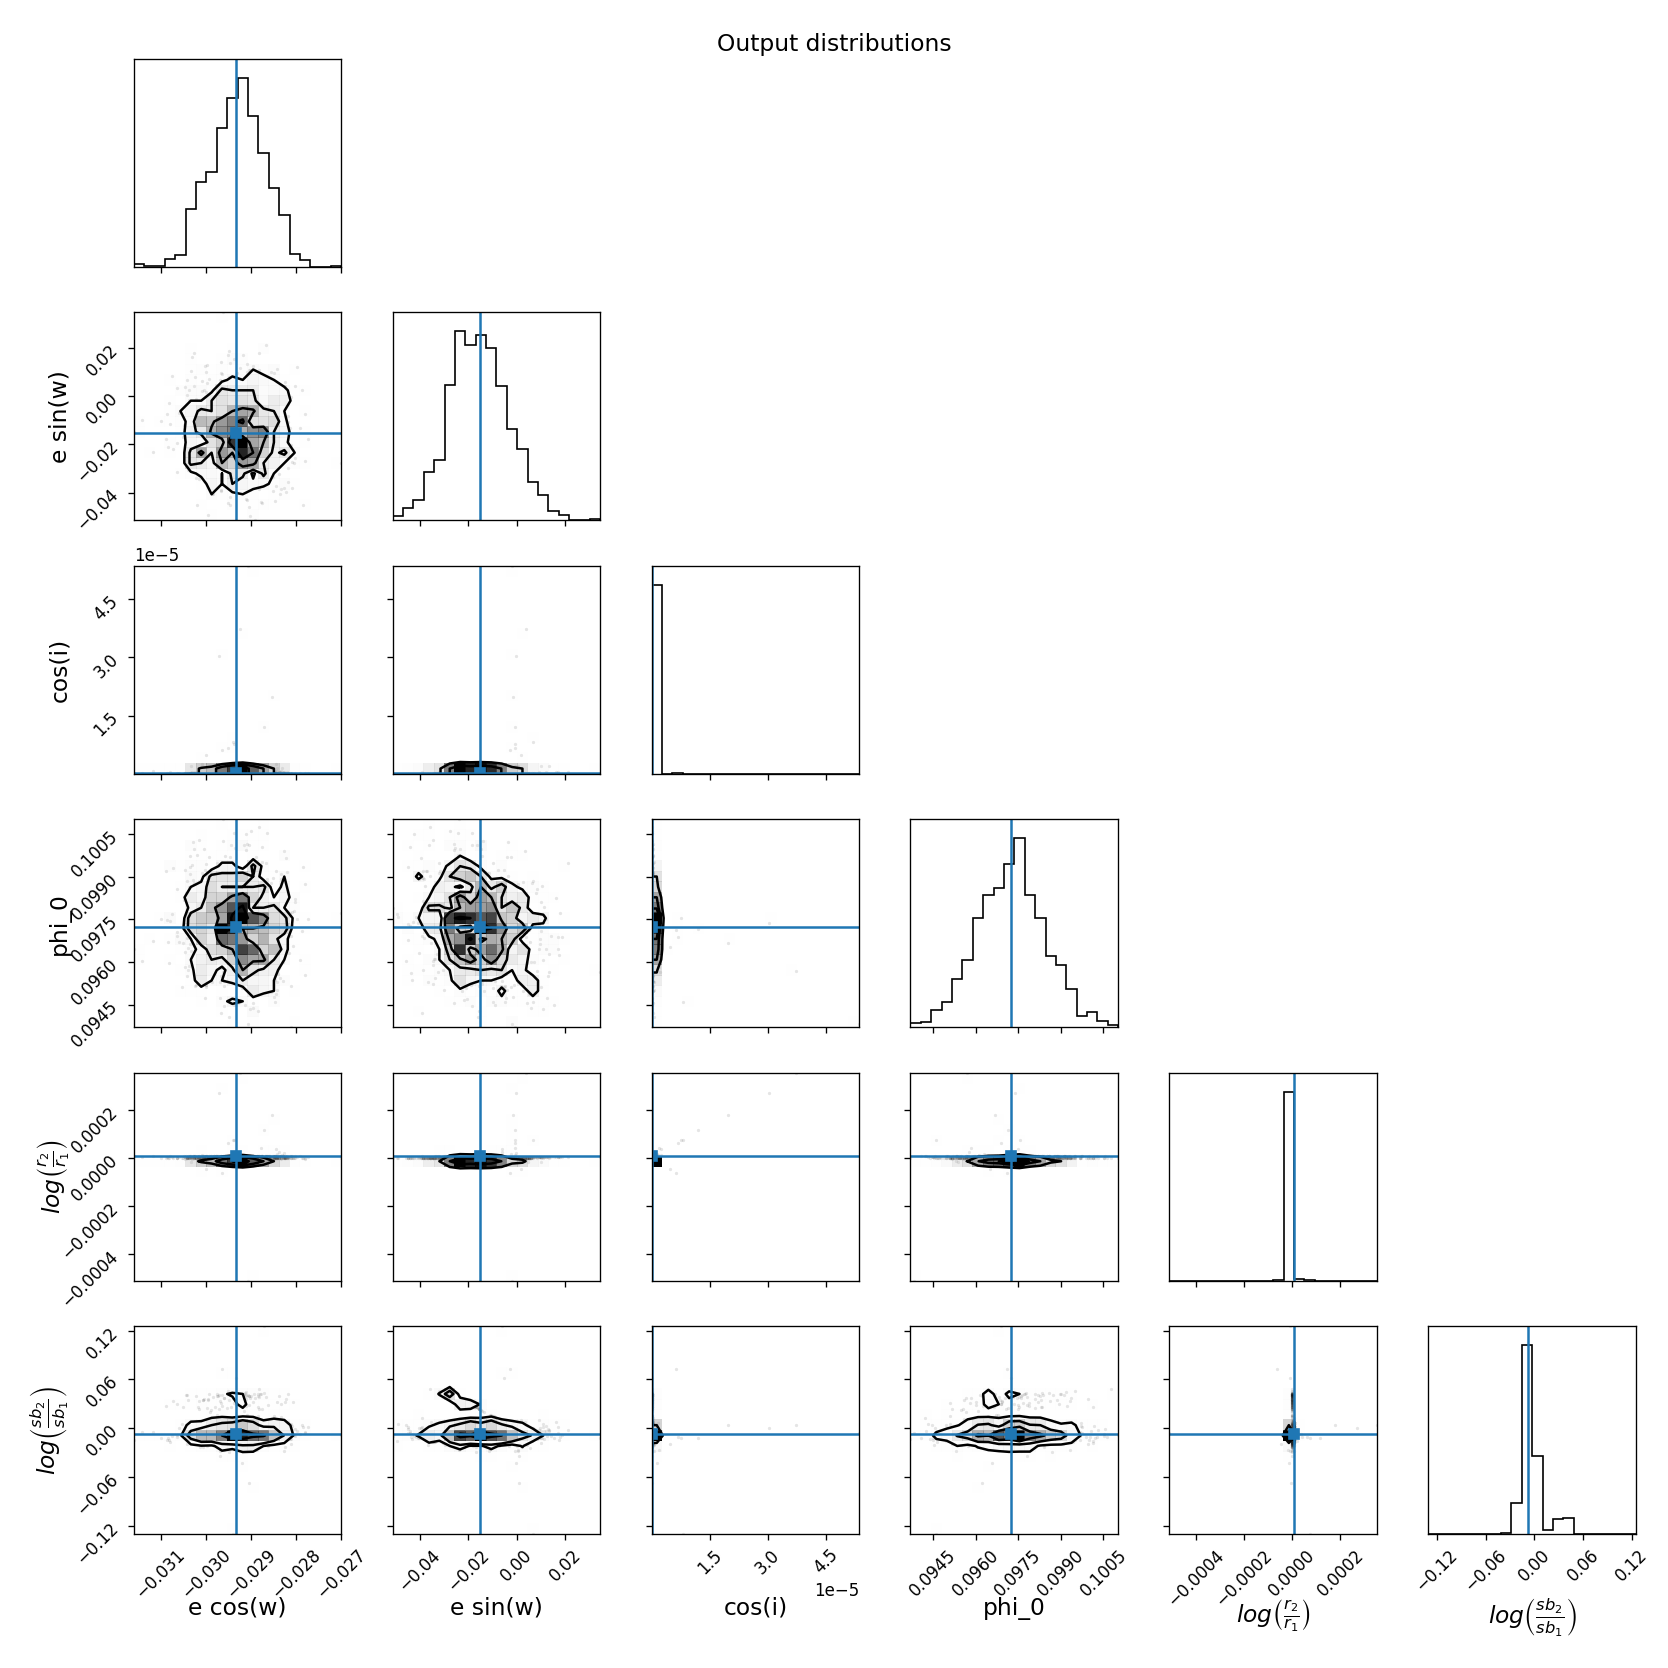 Output distributions
e sin(w)
0.02
0.00
−0.02
−0.04
1e−5
cos(i)
4.5
3.0
1.5
phi_0
0.1005
0.0990
0.0975
0.0960
0.0945
log(r2/r1)
0.0002
0.0000
−0.0002
−0.0004
log(sb2/sb1)
0.12
0.06
0.00
−0.06
−0.12
−0.031 −0.030 −0.029 −0.028 −0.027
e cos(w)
−0.04 −0.02 0.00 0.02
e sin(w)
1.5 3.0 4.5
1e−5
cos(i)
0.0945 0.0960 0.0975 0.0990 0.1005
phi_0
−0.0004 −0.0002 0.0000 0.0002
log(r2/r1)
−0.12 −0.06 0.00 0.06 0.12
log(sb2/sb1)